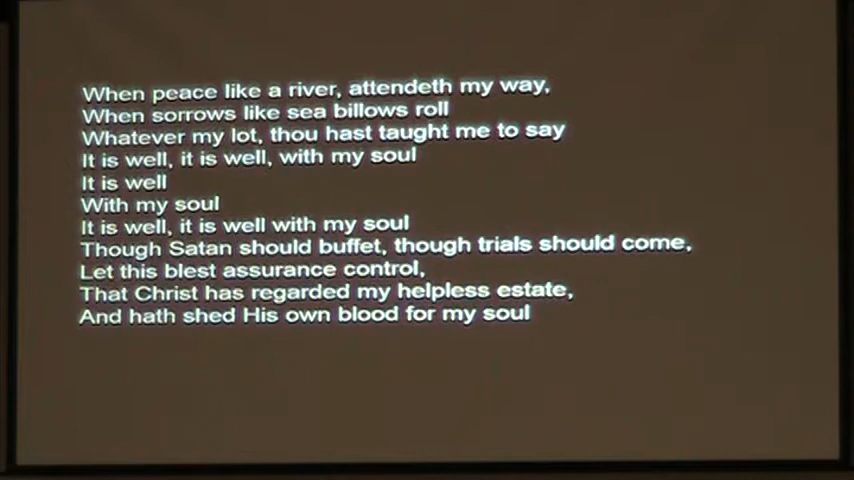 When peace like a river, attendeth my way,
When sorrows like sea billows roll
Whatever my lot, thou hast taught me to say
It is well, it is well, with my soul
It is well
With my soul
It is well, it is well with my soul
Though Satan should buffet, though trials should come,
Let this blest assurance control,
That Christ has regarded my helpless estate,
And hath shed His own blood for my soul